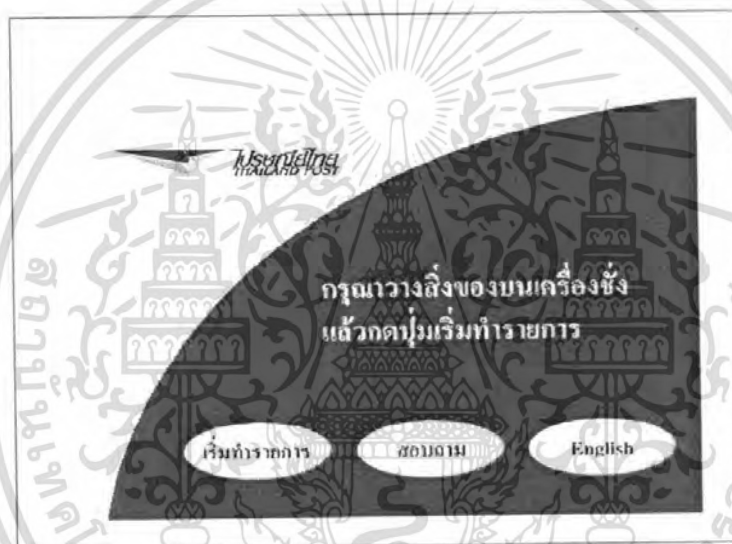 ไปรษณีย์ไทย
THAILAND POST
กรุณาวางสิ่งของบนเครื่องชั่ง
แล้วกดปุ่มเริ่มทำรายการ
เริ่มทำรายการ สอบถาม English